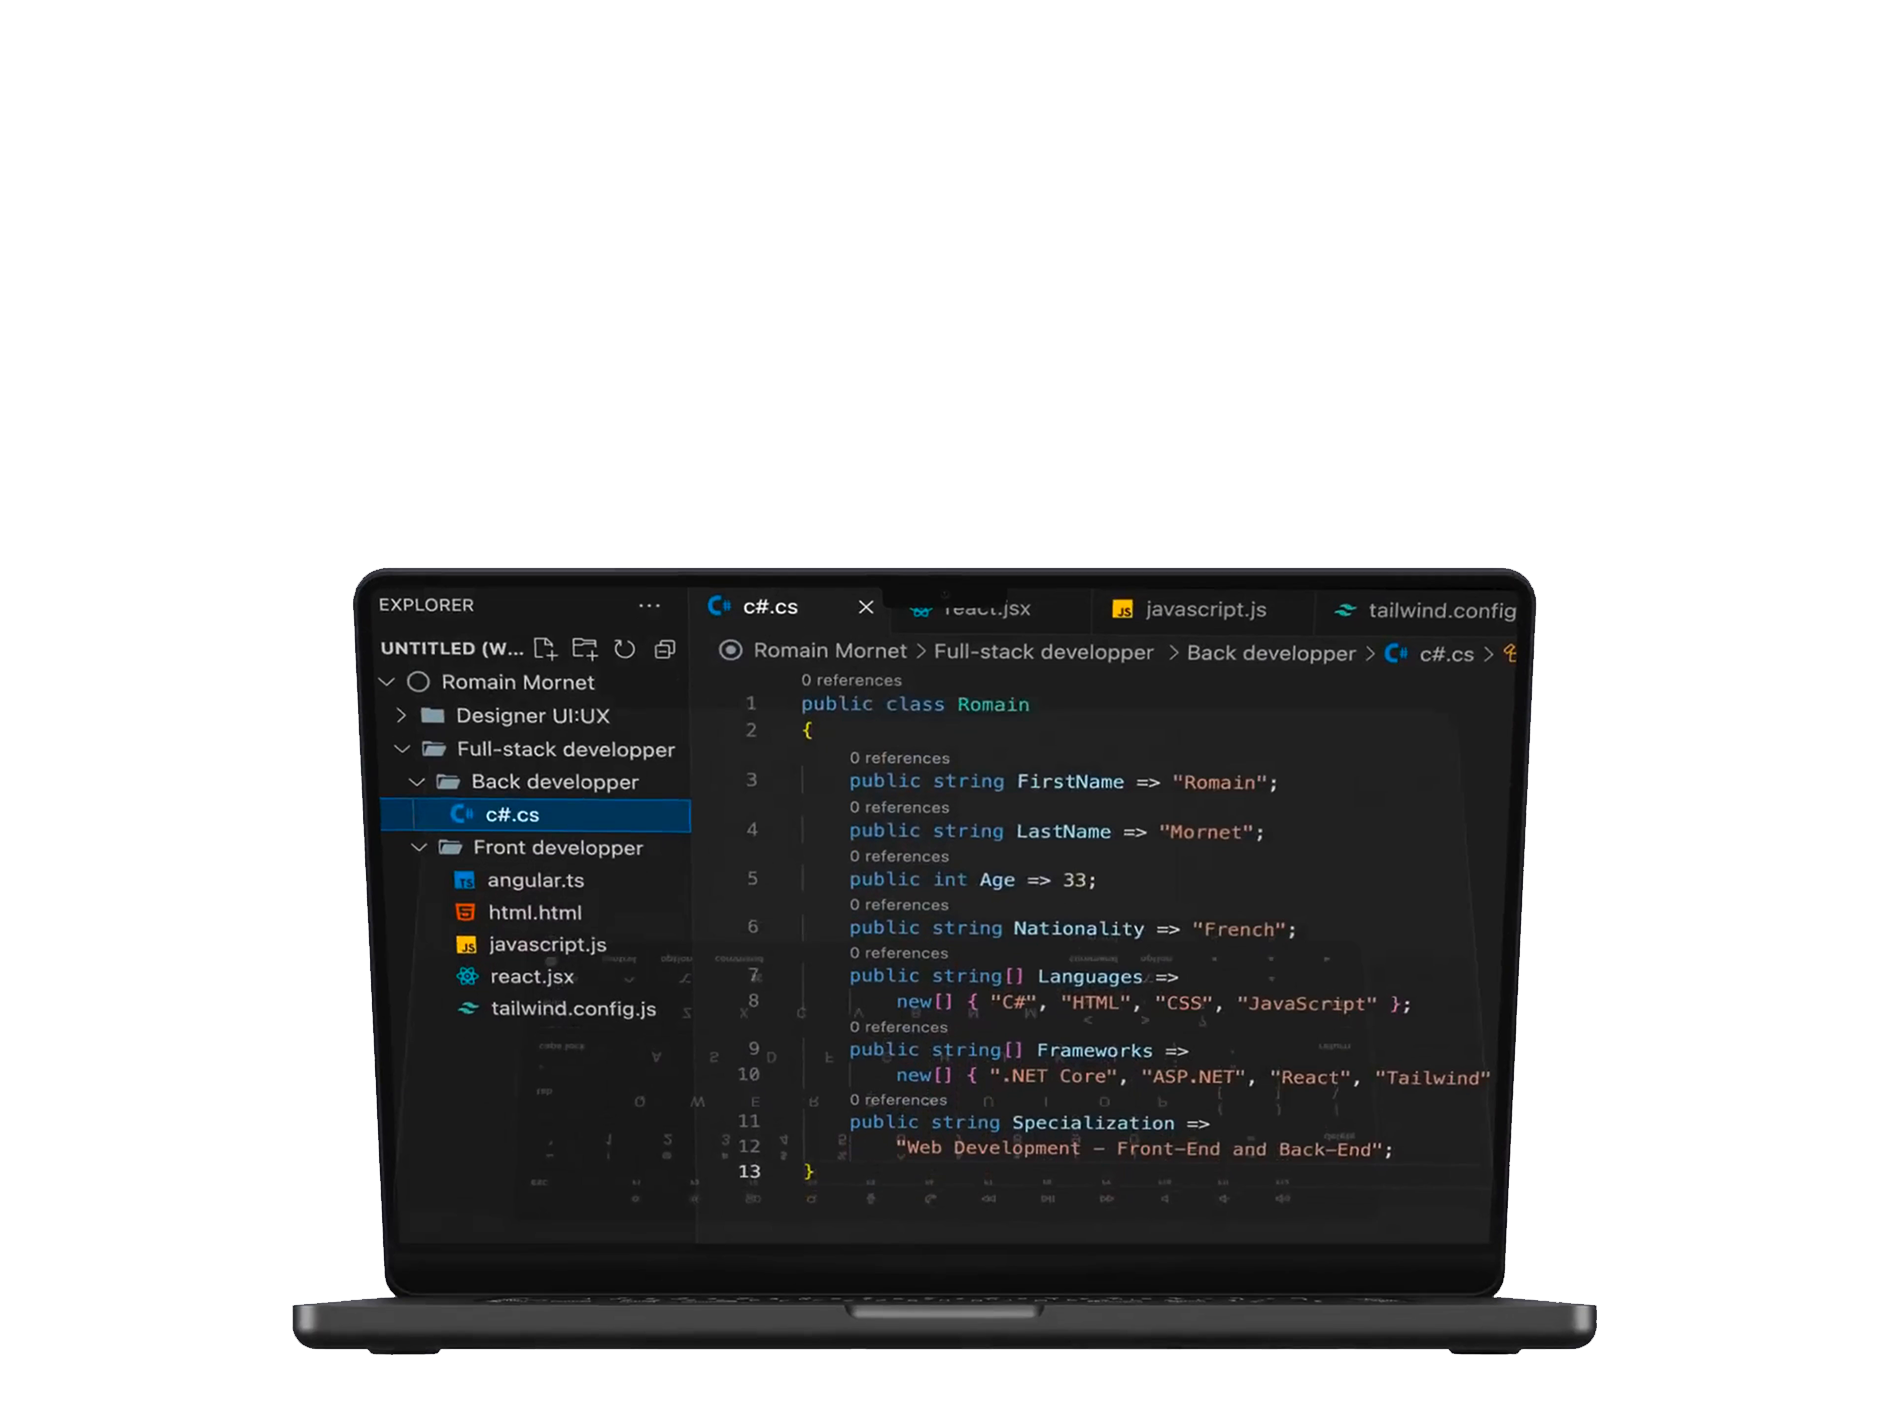 EXPLORER
UNTITLED (W...
Romain Mornet
Designer UI:UX
Full-stack developper
Back developper
c#.cs
Front developper
angular.ts
html.html
javascript.js
react.jsx
tailwind.config.js
c#.cs react.jsx javascript.js tailwind.config
Romain Mornet > Full-stack developper > Back developper > c#.cs >
0 references
1 public class Romain
2 {
0 references
3 public string FirstName => "Romain";
0 references
4 public string LastName => "Mornet";
0 references
5 public int Age => 33;
0 references
6 public string Nationality => "French";
0 references
7 public string[] Languages =>
8 new[] { "C#", "HTML", "CSS", "JavaScript" };
0 references
9 public string[] Frameworks =>
10 new[] { ".NET Core", "ASP.NET", "React", "Tailwind"
0 references
11 public string Specialization =>
12 "Web Development – Front-End and Back-End";
13 }